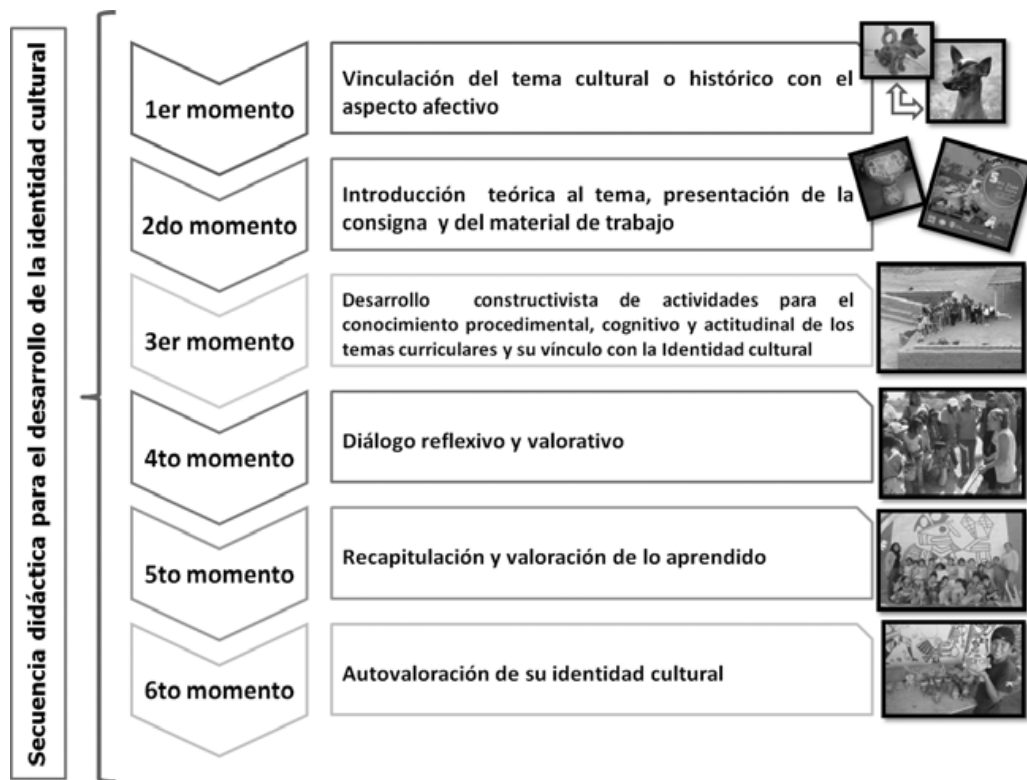 Secuencia didáctica para el desarrollo de la identidad cultural
1er momento
Vinculación del tema cultural o histórico con el
aspecto afectivo
2do momento
Introducción teórica al tema, presentación de la
consigna y del material de trabajo
3er momento
Desarrollo constructivista de actividades para el
conocimiento procedimental, cognitivo y actitudinal de los
temas curriculares y su vínculo con la Identidad cultural
4to momento
Diálogo reflexivo y valorativo
5to momento
Recapitulación y valoración de lo aprendido
6to momento
Autovaloración de su identidad cultural